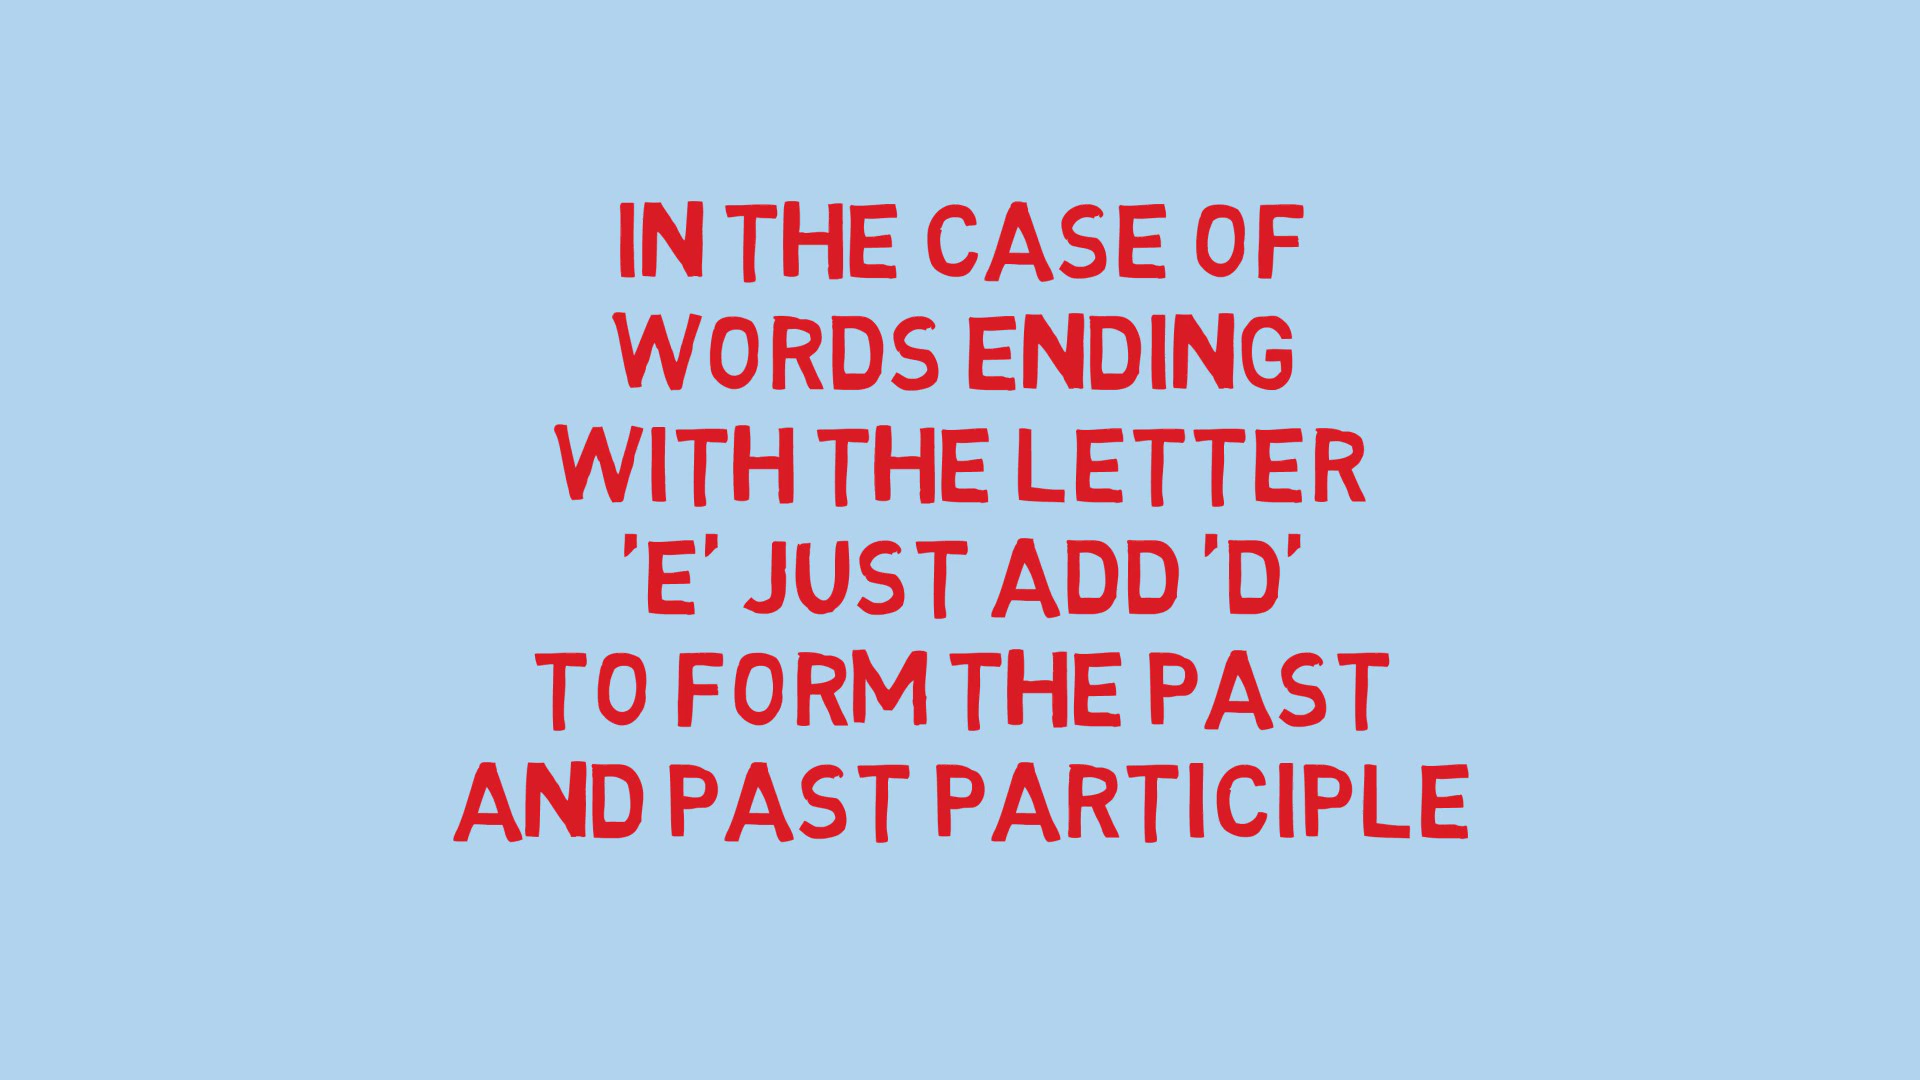 IN THE CASE OF
WORDS ENDING
WITH THE LETTER
'E' JUST ADD 'D'
TO FORM THE PAST
AND PAST PARTICIPLE